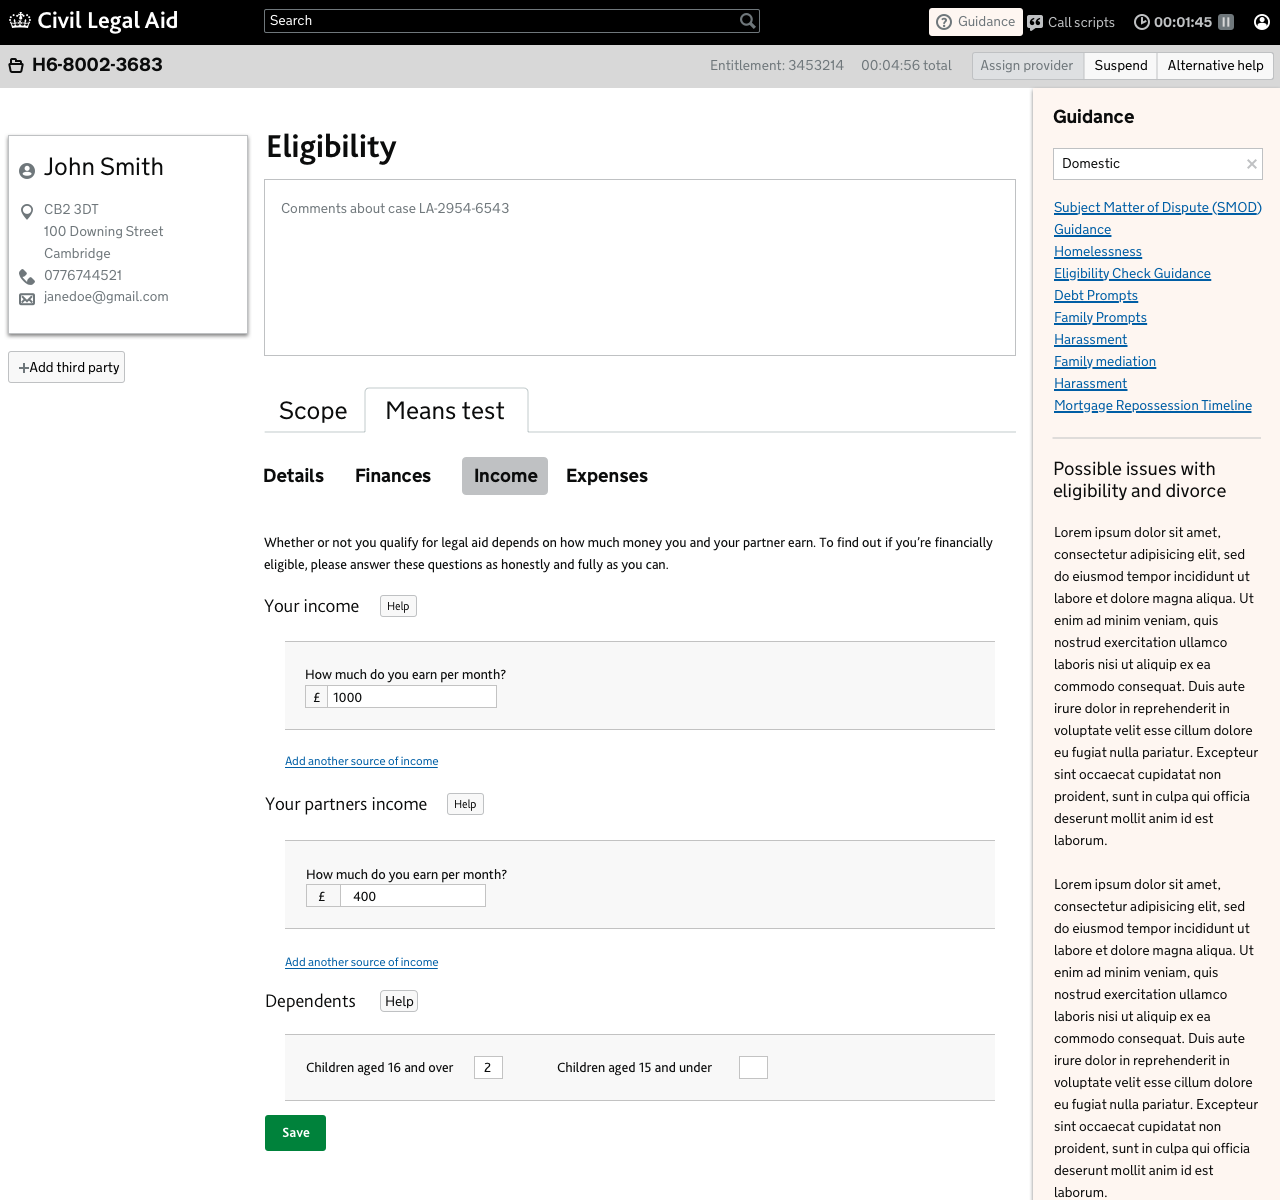 Civil Legal Aid
Search
Guidance
Call scripts
00:01:45
H6-8002-3683
Entitlement: 3453214
00:04:56 total
Assign provider
Suspend
Alternative help
John Smith
CB2 3DT
100 Downing Street
Cambridge
0776744521
janedoe@gmail.com
+Add third party
Eligibility
Comments about case LA-2954-6543
Scope
Means test
Details
Finances
Income
Expenses
Whether or not you qualify for legal aid depends on how much money you and your partner earn. To find out if you're financially
eligible, please answer these questions as honestly and fully as you can.
Your income
Help
How much do you earn per month?
£ 1000
Add another source of income
Your partners income
Help
How much do you earn per month?
£ 400
Add another source of income
Dependents
Help
Children aged 16 and over
2
Children aged 15 and under
Save
Guidance
Domestic
Subject Matter of Dispute (SMOD)
Guidance
Homelessness
Eligibility Check Guidance
Debt Prompts
Family Prompts
Harassment
Family mediation
Harassment
Mortgage Repossession Timeline
Possible issues with
eligibility and divorce
Lorem ipsum dolor sit amet,
consectetur adipisicing elit, sed
do eiusmod tempor incididunt ut
labore et dolore magna aliqua. Ut
enim ad minim veniam, quis
nostrud exercitation ullamco
laboris nisi ut aliquip ex ea
commodo consequat. Duis aute
irure dolor in reprehenderit in
voluptate velit esse cillum dolore
eu fugiat nulla pariatur. Excepteur
sint occaecat cupidatat non
proident, sunt in culpa qui officia
deserunt mollit anim id est
laborum.
Lorem ipsum dolor sit amet,
consectetur adipisicing elit, sed
do eiusmod tempor incididunt ut
labore et dolore magna aliqua. Ut
enim ad minim veniam, quis
nostrud exercitation ullamco
laboris nisi ut aliquip ex ea
commodo consequat. Duis aute
irure dolor in reprehenderit in
voluptate velit esse cillum dolore
eu fugiat nulla pariatur. Excepteur
sint occaecat cupidatat non
proident, sunt in culpa qui officia
deserunt mollit anim id est
laborum.